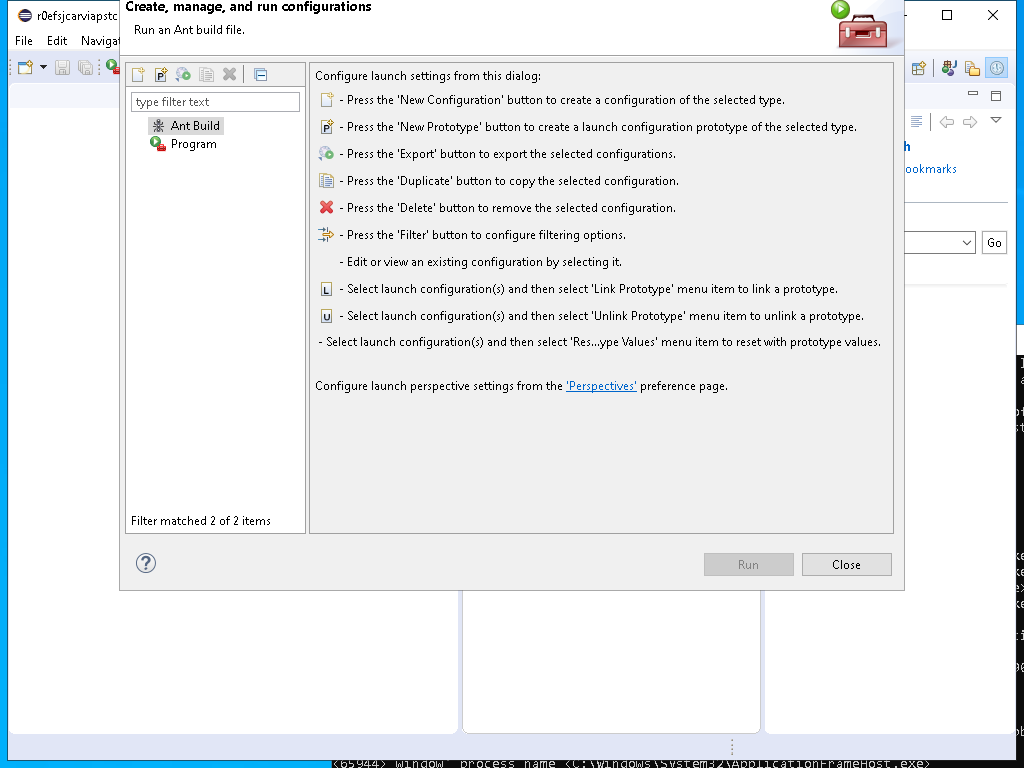 r0efsjcarviapstc
Create, manage, and run configurations
Run an Ant build file.
File Edit
type filter text
Ant Build
Program
Filter matched 2 of 2 items
Configure launch settings from this dialog:
- Press the 'New Configuration' button to create a configuration of the selected type.
- Press the 'New Prototype' button to create a launch configuration prototype of the selected type.
- Press the 'Export' button to export the selected configurations.
- Press the 'Duplicate' button to copy the selected configuration.
- Press the 'Delete' button to remove the selected configuration.
- Press the 'Filter' button to configure filtering options.
- Edit or view an existing configuration by selecting it.
L - Select launch configuration(s) and then select 'Link Prototype' menu item to link a prototype.
U - Select launch configuration(s) and then select 'Unlink Prototype' menu item to unlink a prototype.
- Select launch configuration(s) and then select 'Res...ype Values' menu item to reset with prototype values.
Configure launch perspective settings from the 'Perspectives' preference page.
Run Close
ookmarks
Go
<65944> window process name <C:\Windows\System32\ApplicationFrameHost.exe>